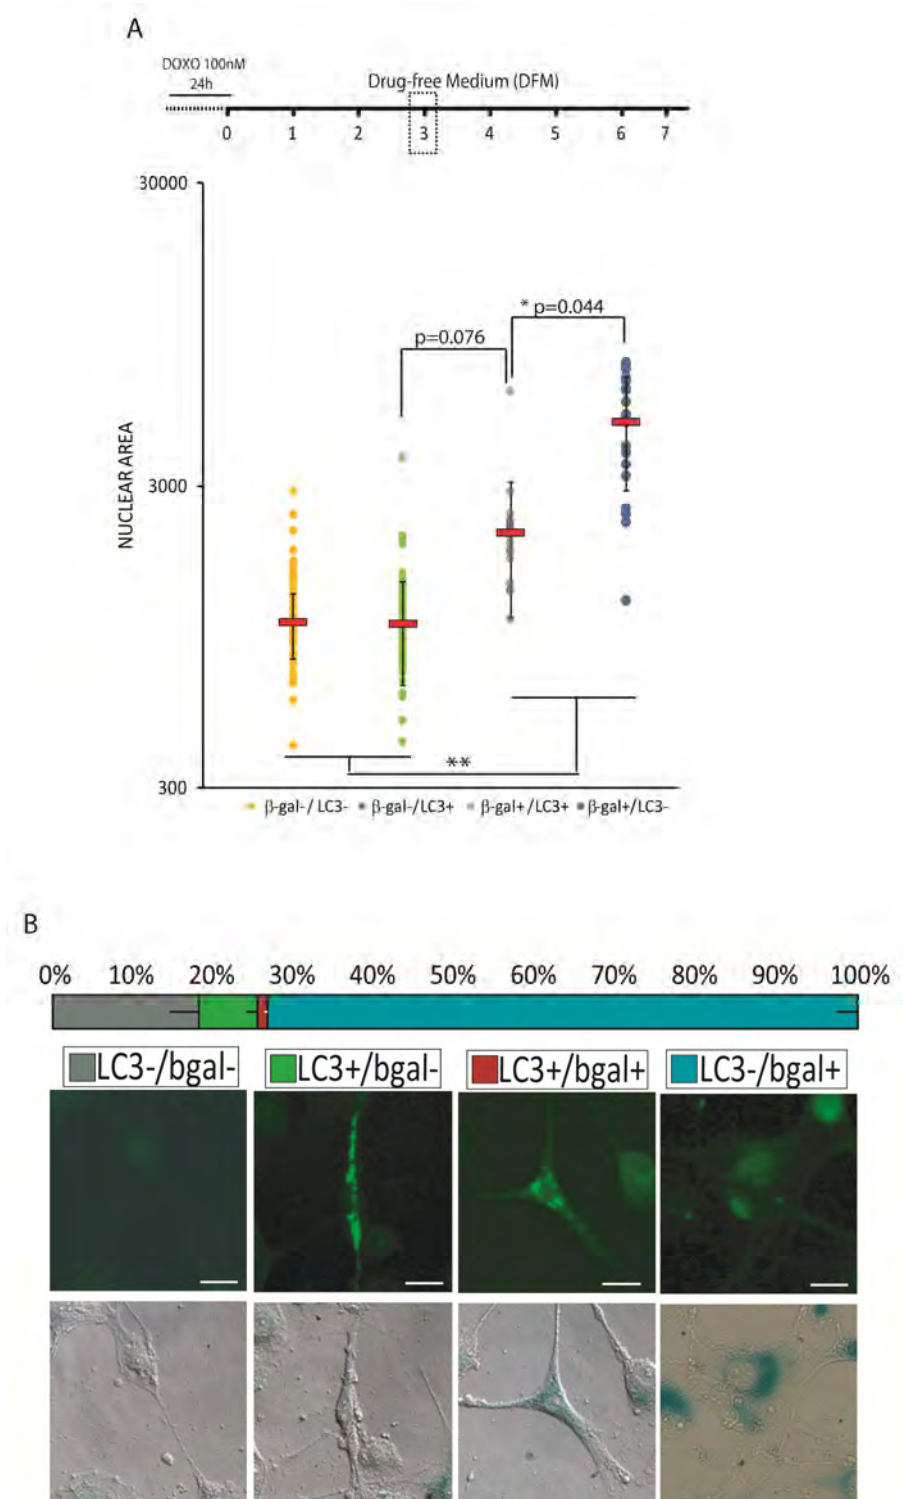 A
DOXO 100nM
24h
Drug-free Medium (DFM)
0 1 2 3 4 5 6 7
30000
* p=0.044
p=0.076
NUCLEAR AREA
3000
**
300
β-gal-/ LC3- β-gal-/LC3+ β-gal+/LC3+ β-gal+/LC3-
B
0% 10% 20% 30% 40% 50% 60% 70% 80% 90% 100%
LC3-/bgal- LC3+/bgal- LC3+/bgal+ LC3-/bgal+